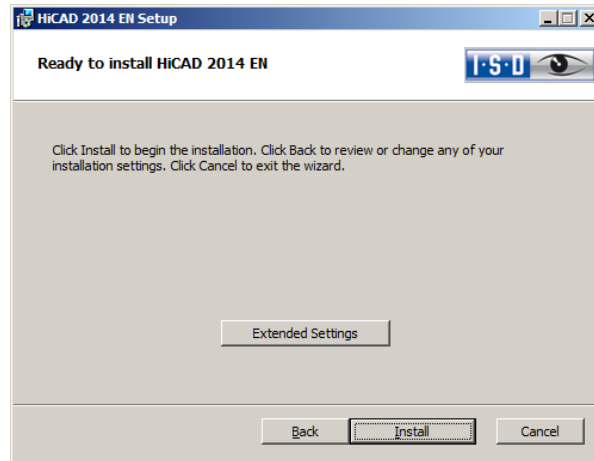 HiCAD 2014 EN Setup
Ready to install HiCAD 2014 EN
I·S·D
Click Install to begin the installation. Click Back to review or change any of your
installation settings. Click Cancel to exit the wizard.
Extended Settings
Back
Install
Cancel